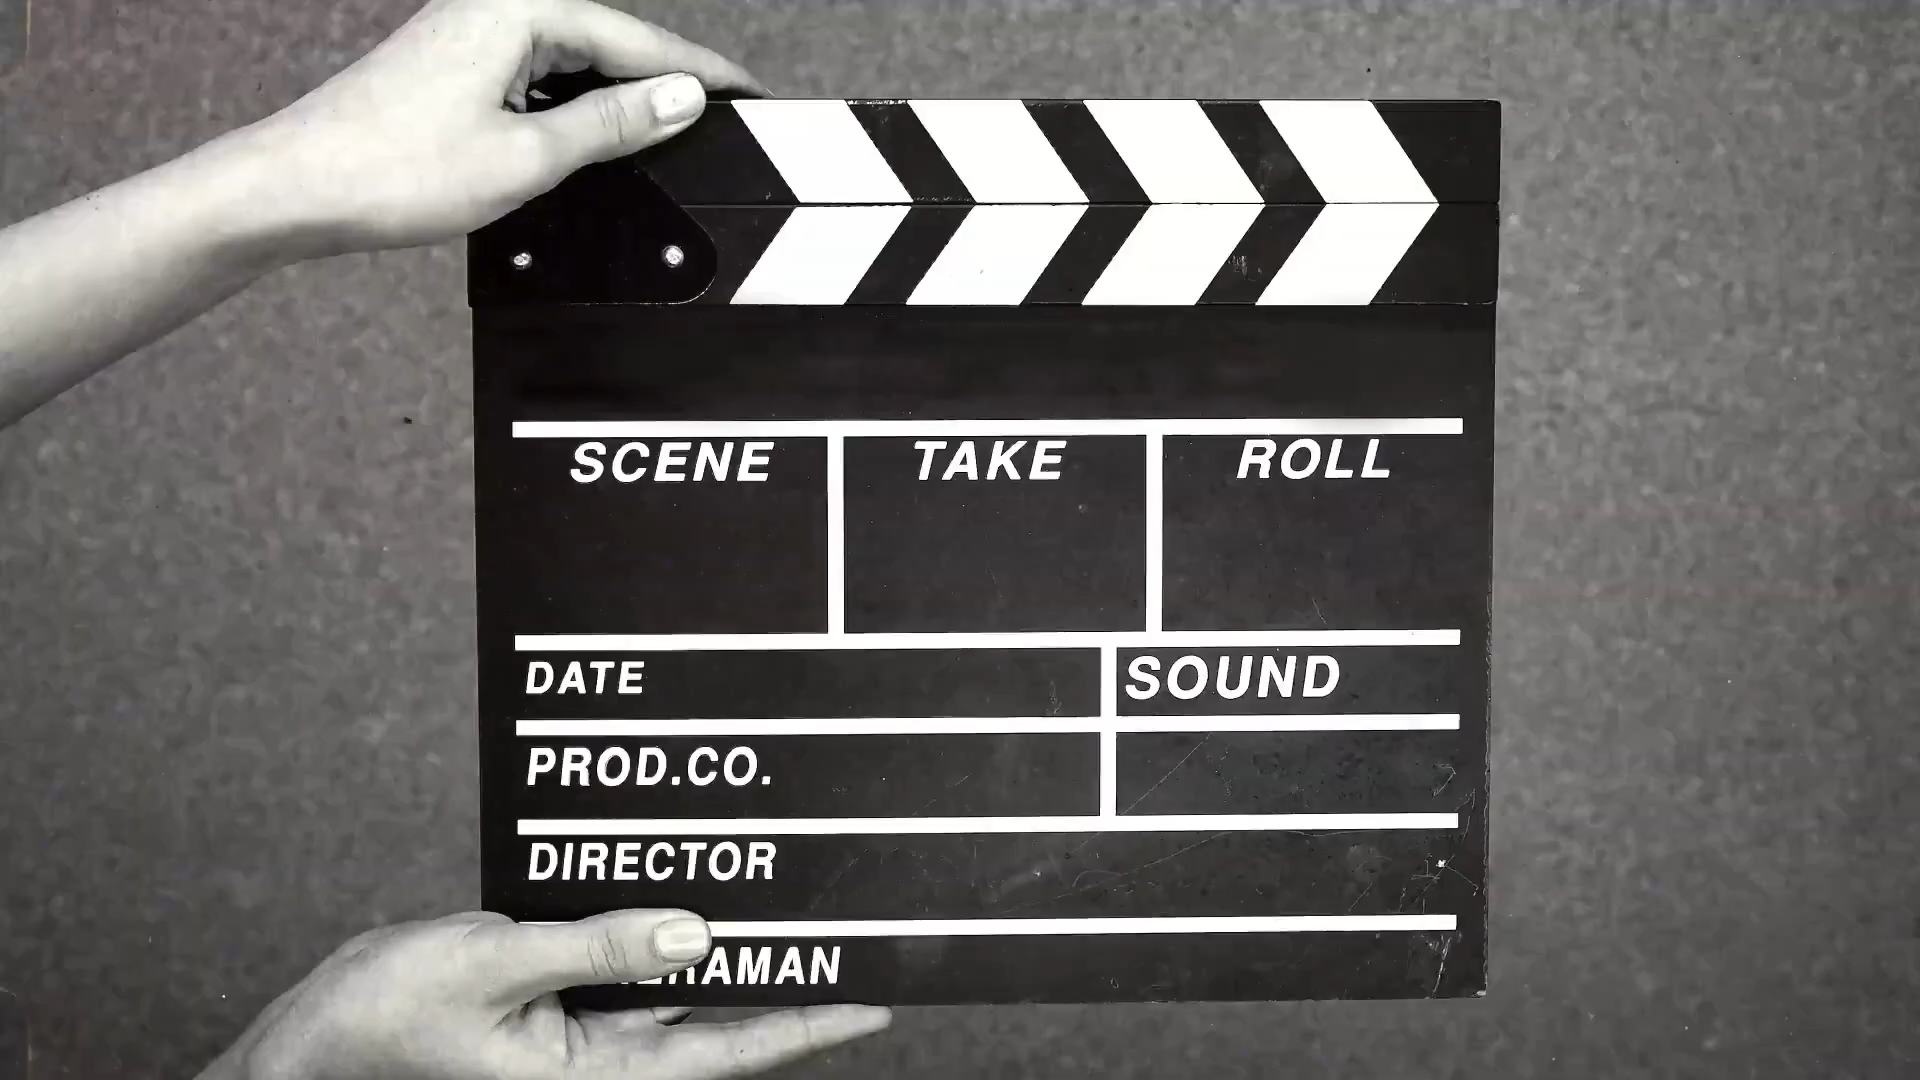 SCENE TAKE ROLL
DATE SOUND
PROD.CO.
DIRECTOR